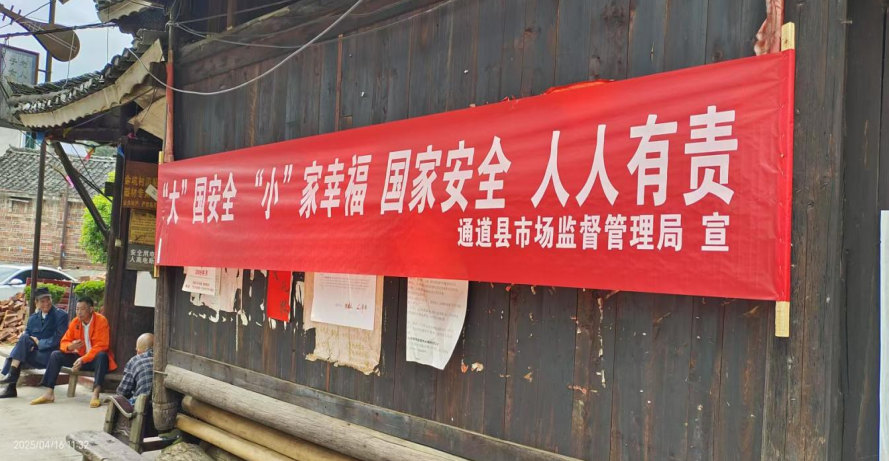 “大”国安全 “小”家幸福 国家安全 人人有责
通道县市场监督管理局 宣
2025/04/16 11:32